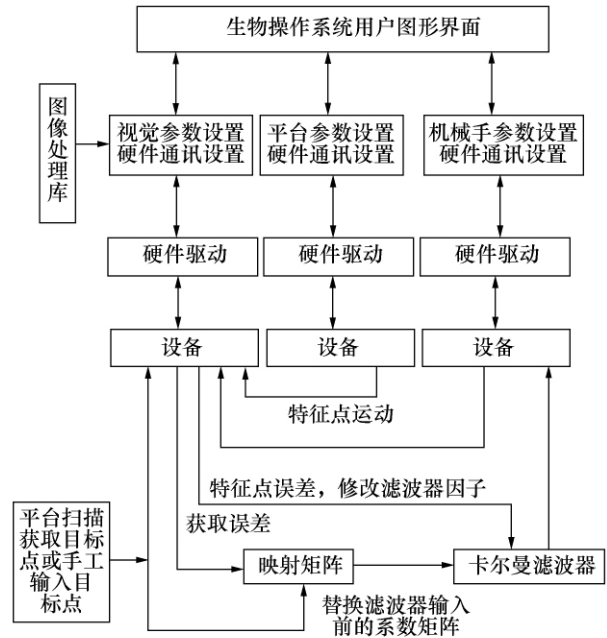 生物操作系统用户图形界面
图
像
处
理
库
视觉参数设置
硬件通讯设置
平台参数设置
硬件通讯设置
机械手参数设置
硬件通讯设置
硬件驱动
硬件驱动
硬件驱动
设备
设备
设备
特征点运动
特征点误差，修改滤波器因子
获取误差
平台扫描
获取目标
点或手工
输入目
标点
映射矩阵
卡尔曼滤波器
替换滤波器输入
前的系数矩阵